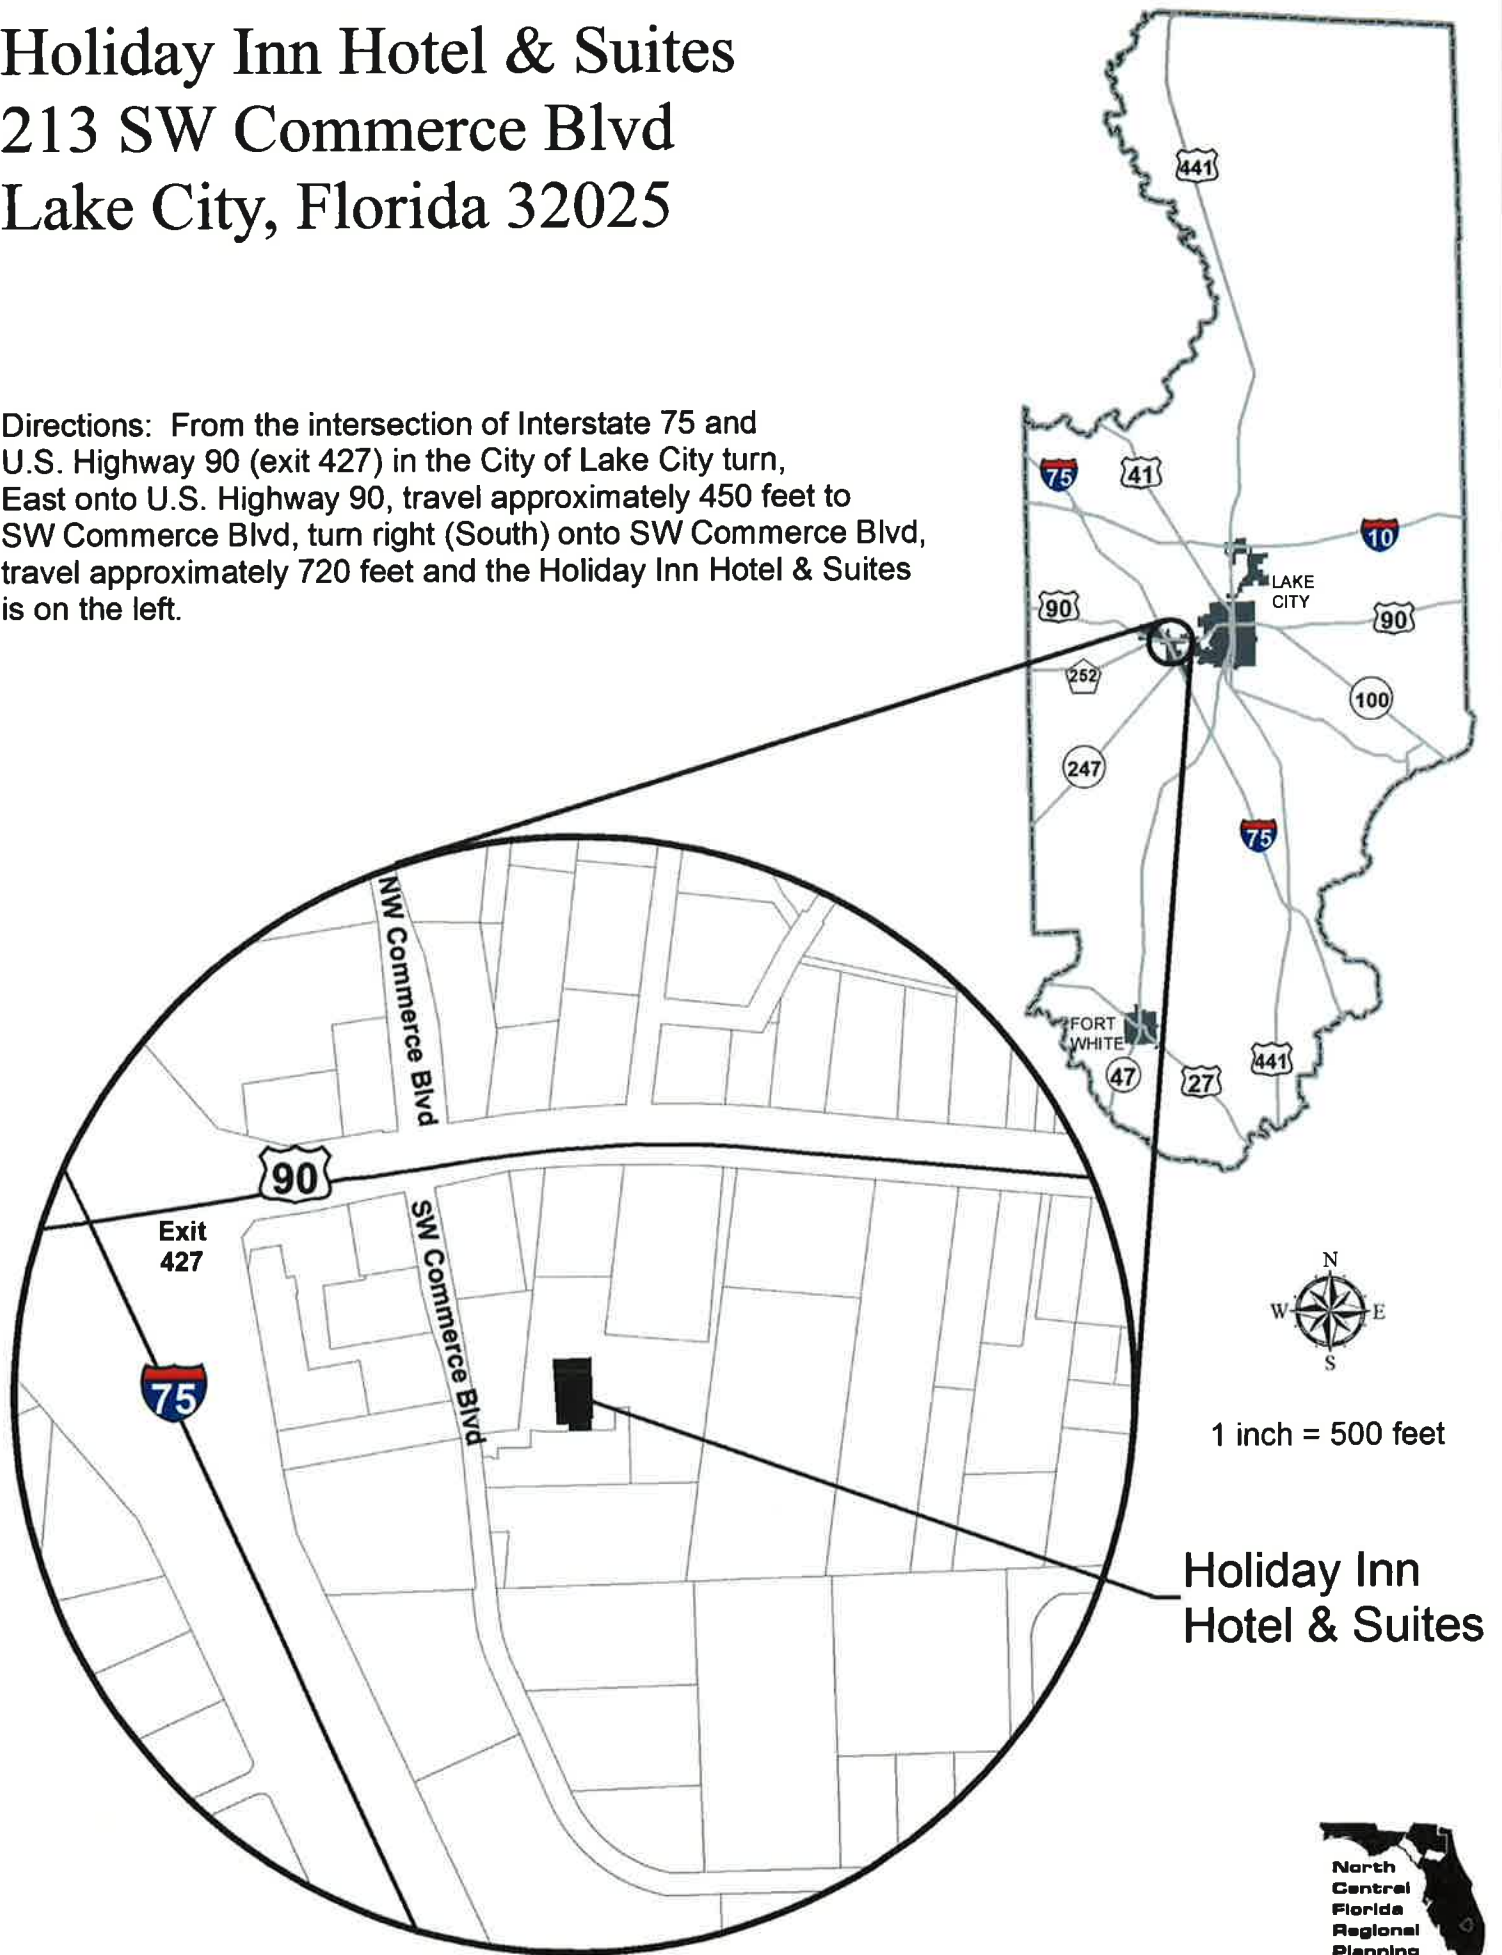 Holiday Inn Hotel & Suites
213 SW Commerce Blvd
Lake City, Florida 32025
Directions: From the intersection of Interstate 75 and
U.S. Highway 90 (exit 427) in the City of Lake City turn,
East onto U.S. Highway 90, travel approximately 450 feet to
SW Commerce Blvd, turn right (South) onto SW Commerce Blvd,
travel approximately 720 feet and the Holiday Inn Hotel & Suites
is on the left.
441
75
41
10
LAKE
CITY
90
90
252
100
247
75
FORT
WHITE
47
27
441
NW Commerce Blvd
90
Exit
427
SW Commerce Blvd
75
N
W
E
S
1 inch = 500 feet
Holiday Inn
Hotel & Suites
North
Central
Florida
Regional
Planning